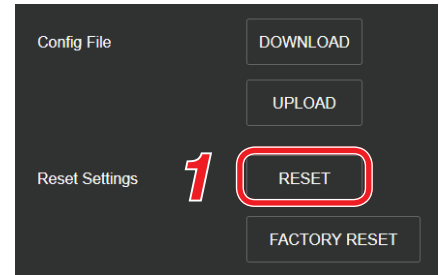 Config File DOWNLOAD
UPLOAD
Reset Settings 1 RESET
FACTORY RESET